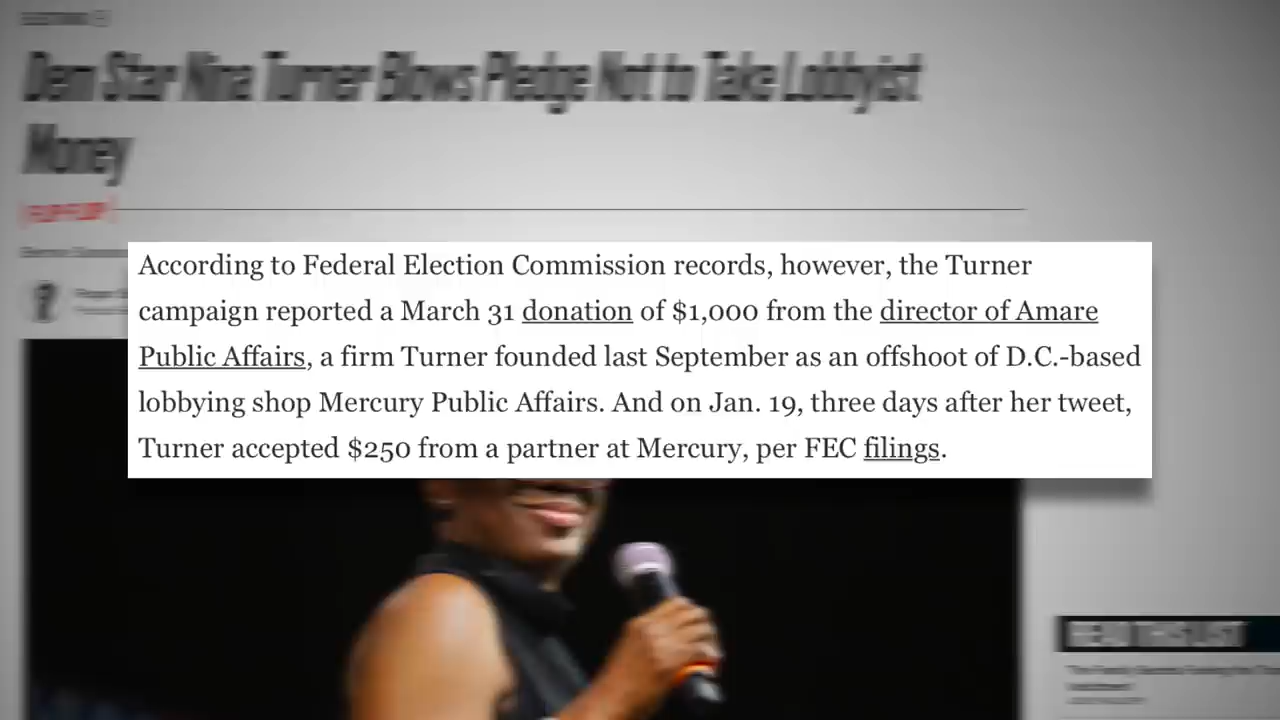 Dem Star Nina Turner Blows Pledge Not to Take Lobbyist
Money
According to Federal Election Commission records, however, the Turner
campaign reported a March 31 donation of $1,000 from the director of Amare
Public Affairs, a firm Turner founded last September as an offshoot of D.C.-based
lobbying shop Mercury Public Affairs. And on Jan. 19, three days after her tweet,
Turner accepted $250 from a partner at Mercury, per FEC filings.
READ THIS LIST